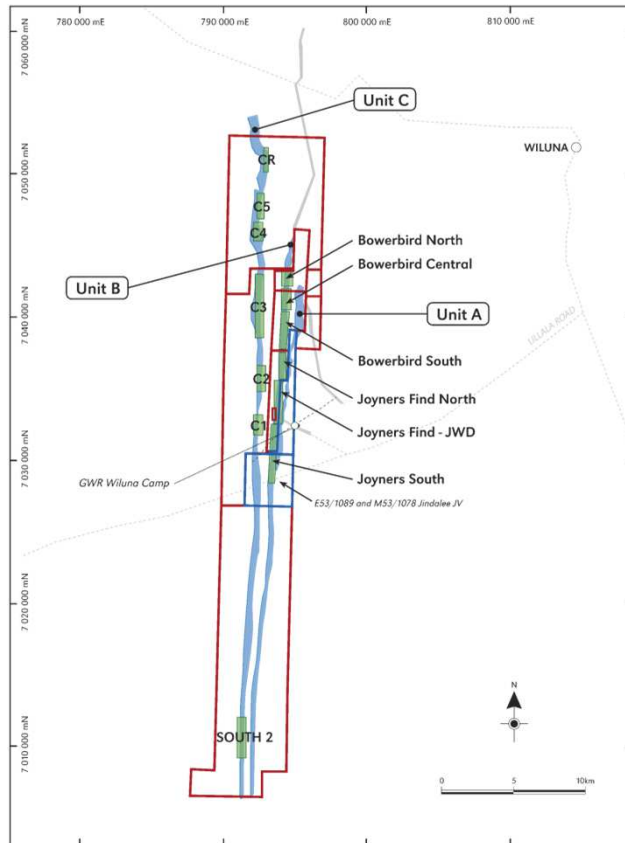 780 000 mE
790 000 mE
800 000 mE
810 000 mE
7 060 000 mN
7 050 000 mN
7 040 000 mN
7 030 000 mN
7 020 000 mN
7 010 000 mN
Unit C
WILUNA
CR
C5
C4
Bowerbird North
Bowerbird Central
Unit B
C3
Unit A
ULLALA ROAD
Bowerbird South
C2
Joyners Find North
C1
Joyners Find - JWD
GWR Wiluna Camp
Joyners South
E53/1089 and M53/1078 Jindalee JV
N
SOUTH 2
0
5
10km